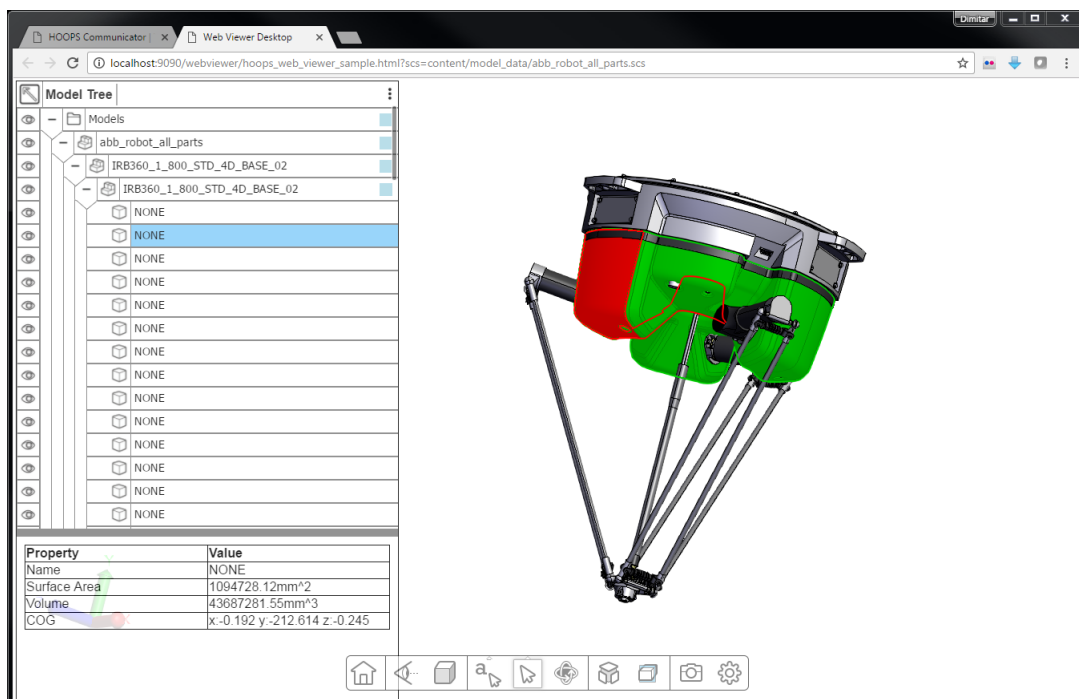 Dimitar
HOOPS Communicator |
Web Viewer Desktop
localhost:9090/webviewer/hoops_web_viewer_sample.html?scs=content/model_data/abb_robot_all_parts.scs
Model Tree
Models
abb_robot_all_parts
IRB360_1_800_STD_4D_BASE_02
IRB360_1_800_STD_4D_BASE_02
NONE
NONE
NONE
NONE
NONE
NONE
NONE
NONE
NONE
NONE
NONE
NONE
NONE
NONE
Property Value
Name NONE
Surface Area 1094728.12mm^2
Volume 43687281.55mm^3
COG x:-0.192 y:-212.614 z:-0.245
a